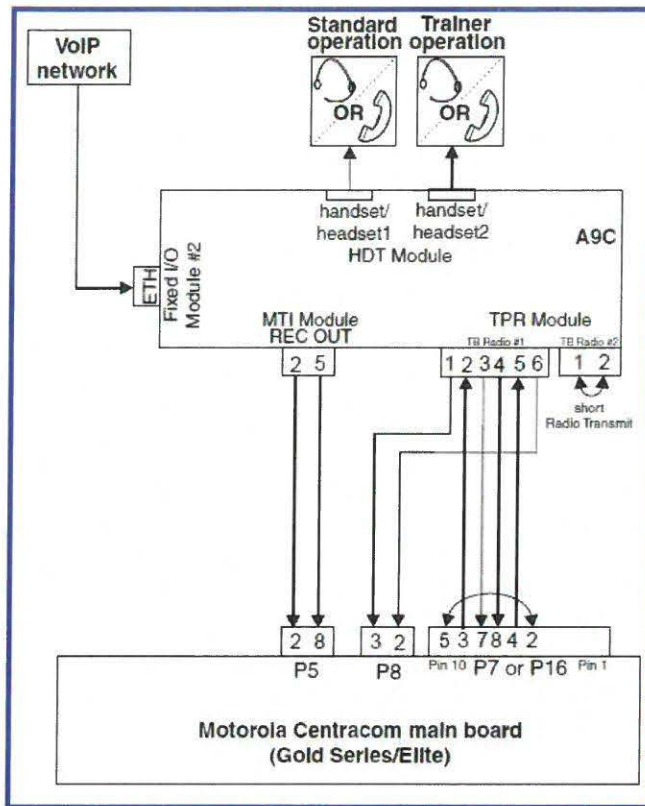 Standard operation
Trainer operation
VoIP network
OR
OR
handset/ headset1
handset/ headset2
HDT Module
A9C
ETH
Fixed I/O Module #2
MTI Module
REC OUT
TPR Module
TB Radio #1
TB Radio #2
2 5
1 2 3 4 5 6
1 2
short
Radio Transmit
2 8
3 2
5 3 7 8 4 2
P5
P8
Pin 10 P7 or P16 Pin 1
Motorola Centracom main board
(Gold Series/Elite)